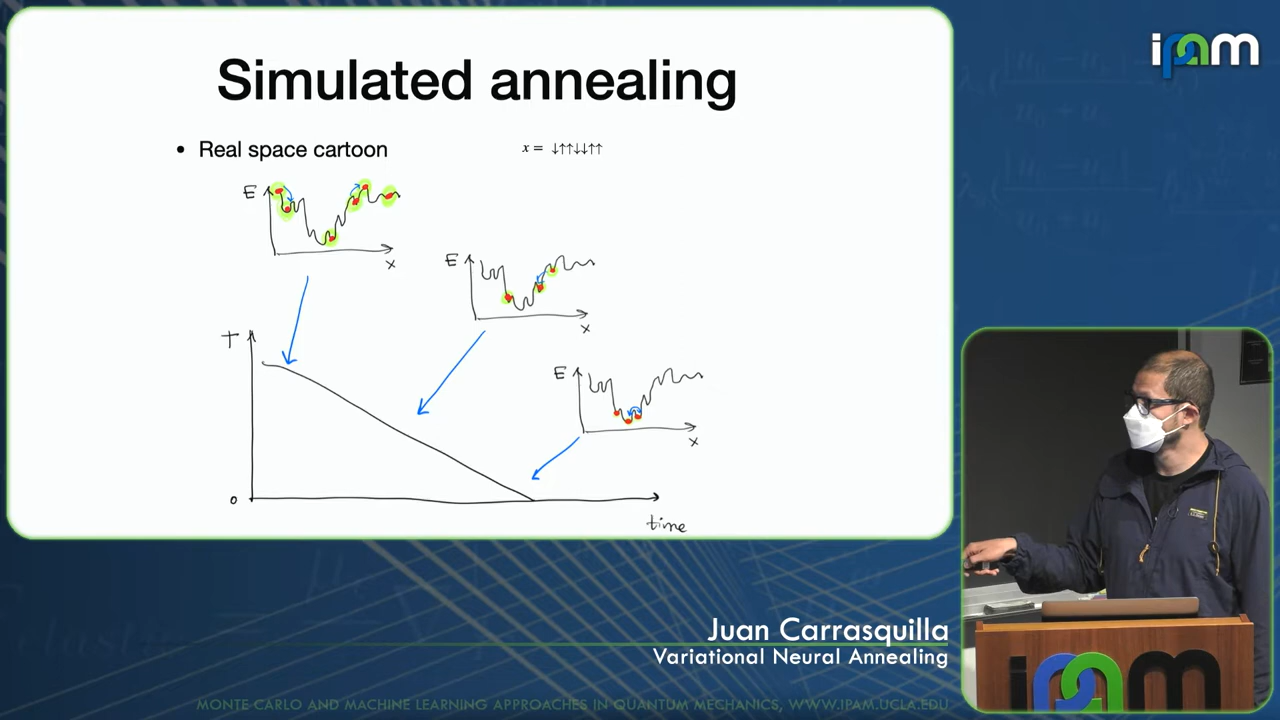 ipam
Simulated annealing
• Real space cartoon
x = ↓↑↑↓↓↑↑
E
x
E
x
E
x
T
0
time
Juan Carrasquilla
Variational Neural Annealing
MONTE CARLO AND MACHINE LEARNING APPROACHES IN QUANTUM MECHANICS, WWW.IPAM.UCLA.EDU
ipam